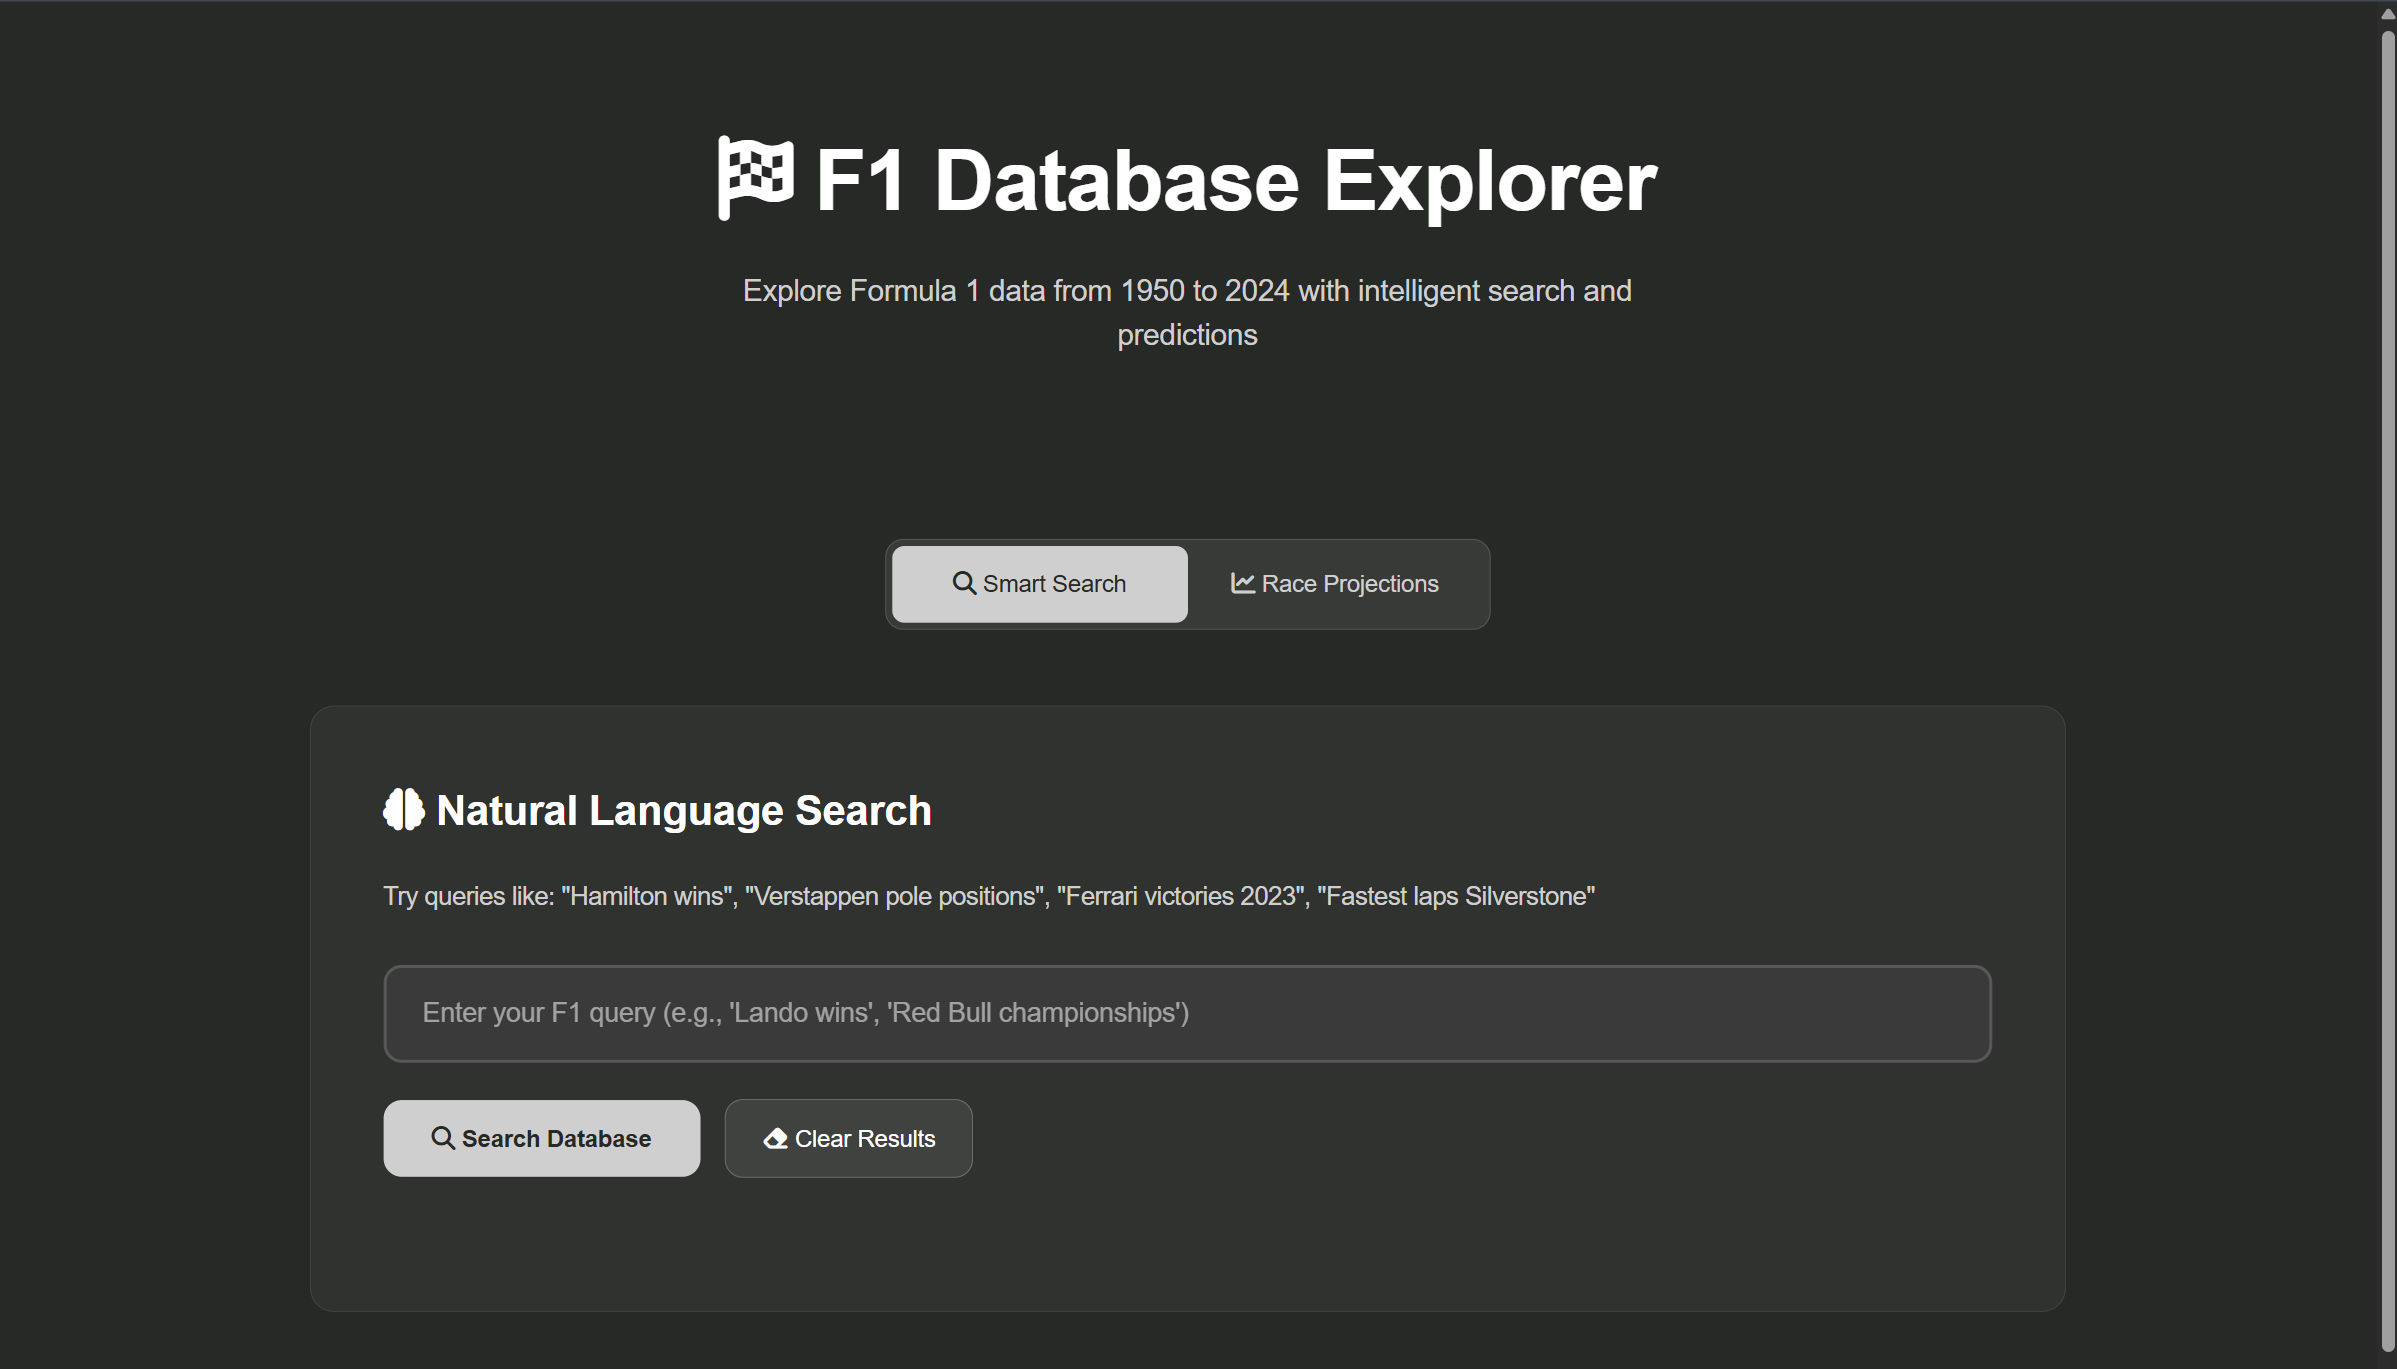 F1 Database Explorer
Explore Formula 1 data from 1950 to 2024 with intelligent search and
predictions
Smart Search
Race Projections
Natural Language Search
Try queries like: "Hamilton wins", "Verstappen pole positions", "Ferrari victories 2023", "Fastest laps Silverstone"
Enter your F1 query (e.g., 'Lando wins', 'Red Bull championships')
Search Database
Clear Results